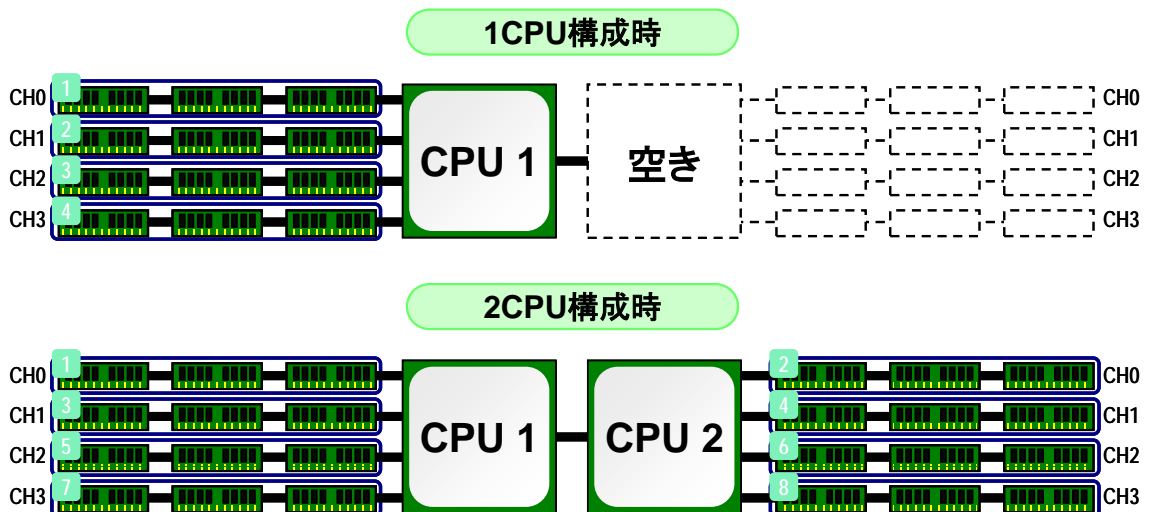 1CPU構成時
CH0 1 CH0
CH1 2 CH1
CH2 3 CH2
CH3 4 CH3
CPU 1 空き
2CPU構成時
CH0 1 2 CH0
CH1 3 4 CH1
CH2 5 6 CH2
CH3 7 8 CH3
CPU 1 CPU 2